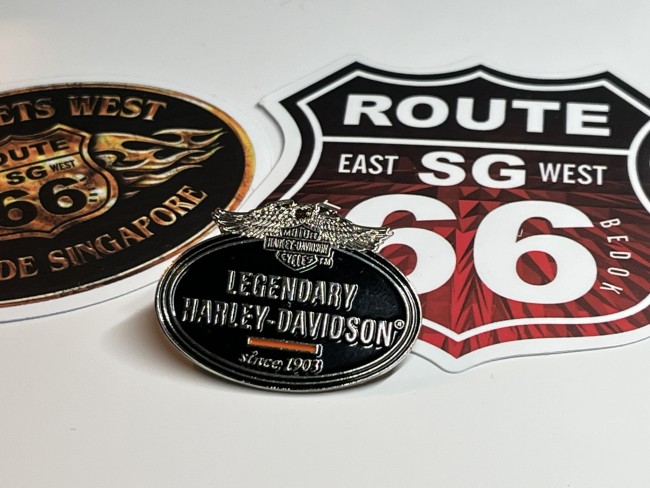 ETS WEST
OUTE
SG WEST
66
DE SINGAPORE
ROUTE
EAST SG WEST
66
BEDOK
MOTOR
HARLEY-DAVIDSON
CYCLES
LEGENDARY
HARLEY-DAVIDSON®
since 1903